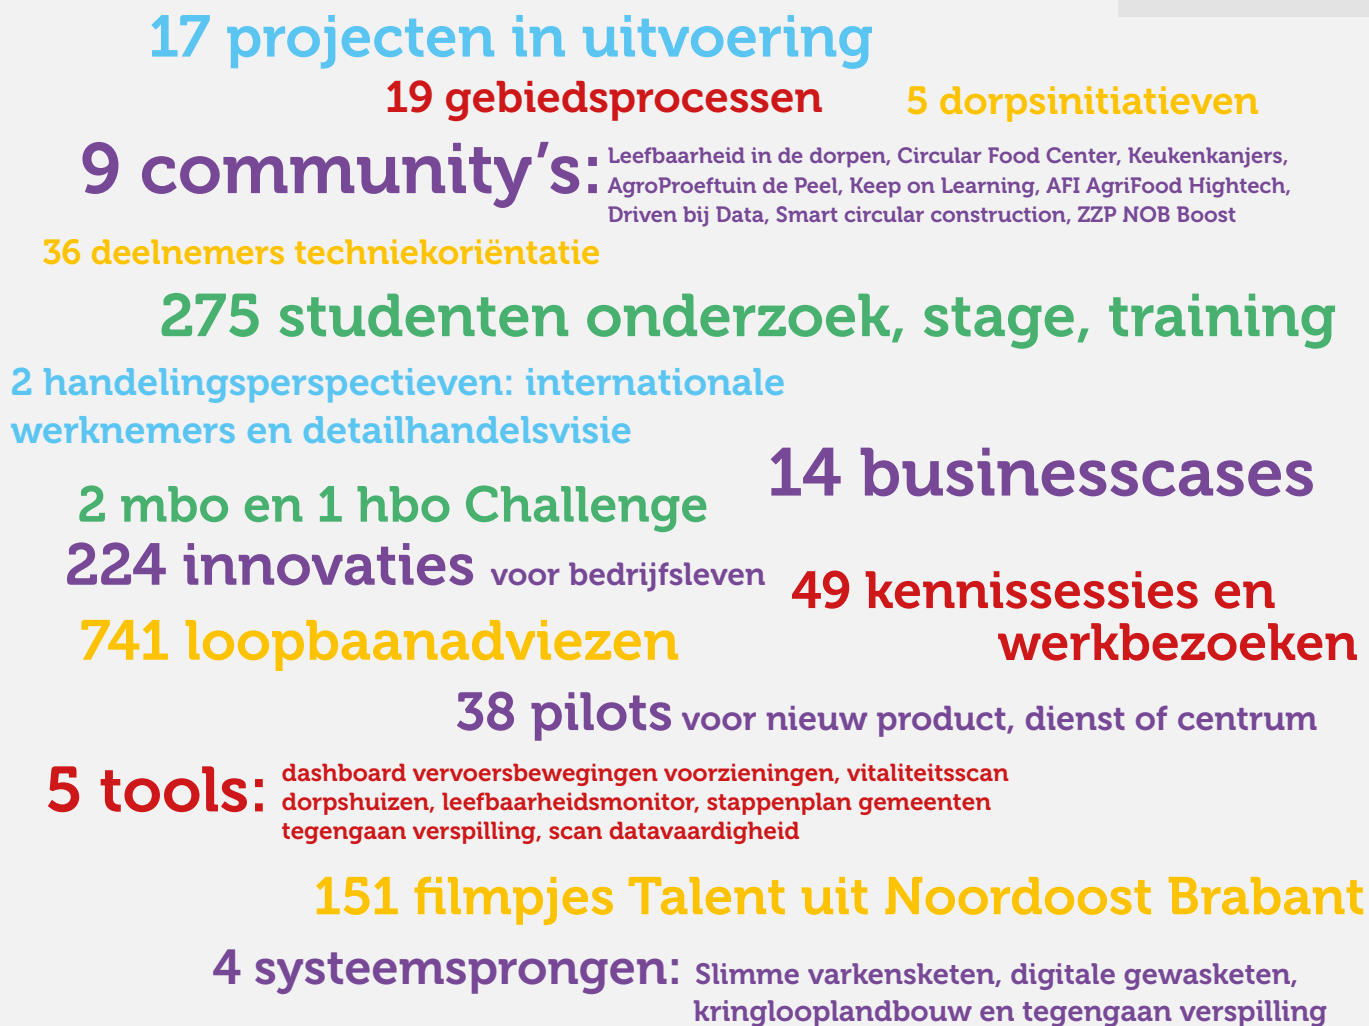 17 projecten in uitvoering
19 gebiedsprocessen
5 dorpsinitiatieven
9 community's:
Leefbaarheid in de dorpen, Circular Food Center, Keukenkanjers,
AgroProeftuin de Peel, Keep on Learning, AFI AgriFood Hightech,
Driven bij Data, Smart circular construction, ZZP NOB Boost
36 deelnemers techniekoriëntatie
275 studenten onderzoek, stage, training
2 handelingsperspectieven: internationale
werknemers en detailhandelsvisie
14 businesscases
2 mbo en 1 hbo Challenge
224 innovaties voor bedrijfsleven
49 kennissessies en
werkbezoeken
741 loopbaanadviezen
38 pilots voor nieuw product, dienst of centrum
5 tools:
dashboard vervoersbewegingen voorzieningen, vitaliteitsscan
dorpshuizen, leefbaarheidsmonitor, stappenplan gemeenten
tegengaan verspilling, scan datavaardigheid
151 filmpjes Talent uit Noordoost Brabant
4 systeemsprongen: Slimme varkensketen, digitale gewasketen,
kringlooplandbouw en tegengaan verspilling